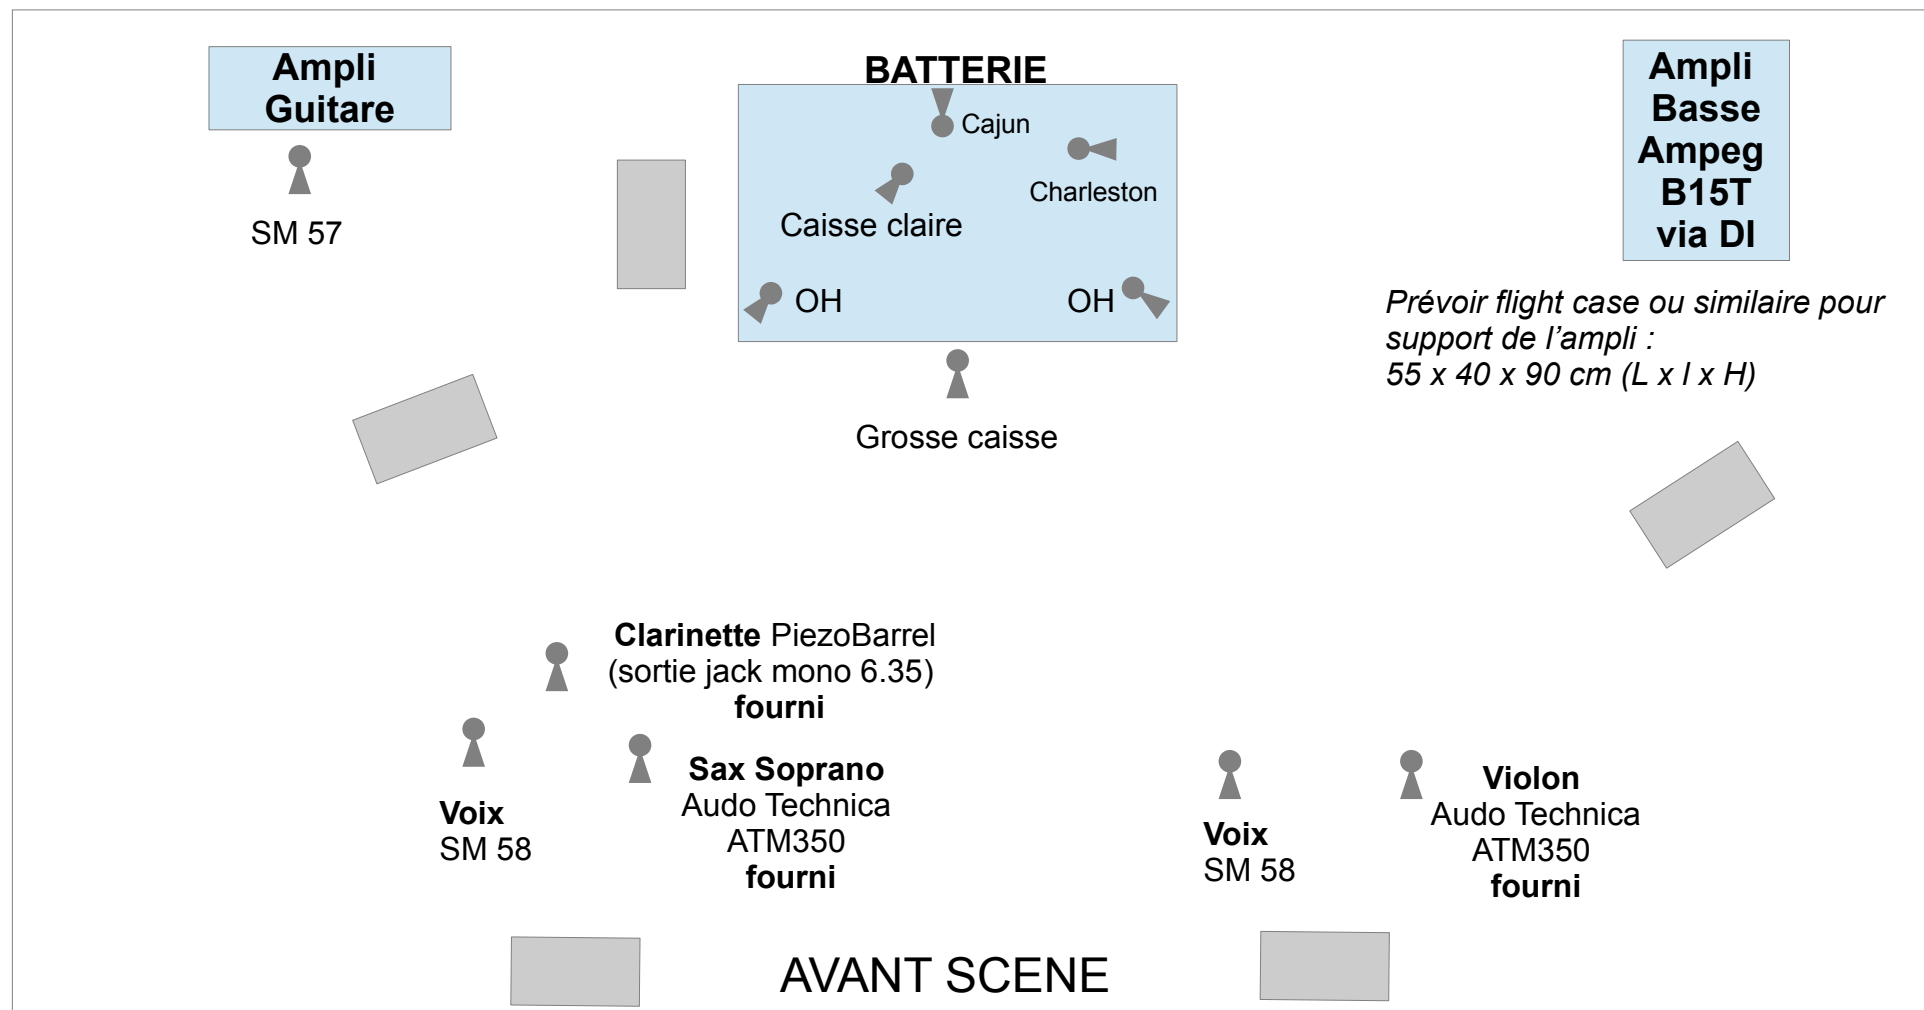 Ampli
Guitare
SM 57
BATTERIE
Cajun
Charleston
Caisse claire
OH
OH
Grosse caisse
Ampli
Basse
Ampeg
B15T
via DI
Prévoir flight case ou similaire pour
support de l’ampli :
55 x 40 x 90 cm (L x l x H)
Clarinette PiezoBarrel
(sortie jack mono 6.35)
fourni
Voix
SM 58
Sax Soprano
Audo Technica
ATM350
fourni
Voix
SM 58
Violon
Audo Technica
ATM350
fourni
AVANT SCENE